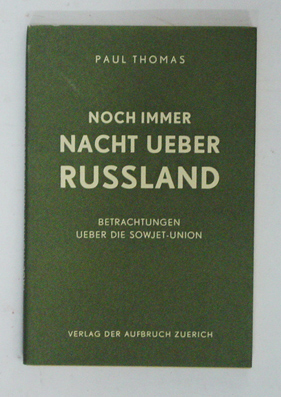 PAUL THOMAS
NOCH IMMER
NACHT UEBER
RUSSLAND
BETRACHTUNGEN
UEBER DIE SOWJET-UNION
VERLAG DER AUFBRUCH ZUERICH